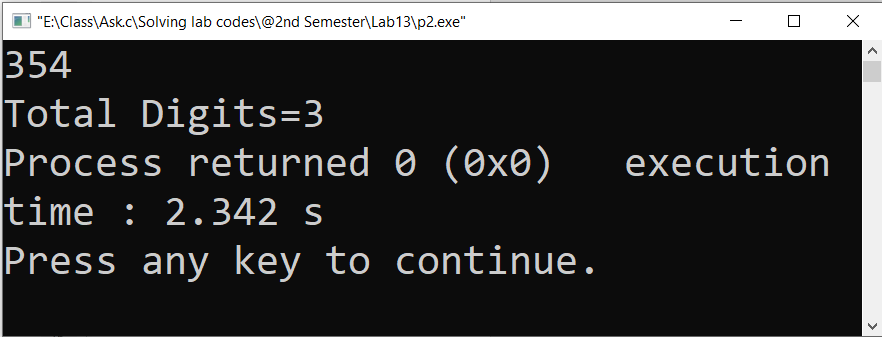 "E:\Class\Ask.c\Solving lab codes\@2nd Semester\Lab13\p2.exe"
354
Total Digits=3
Process returned 0 (0x0)   execution
time : 2.342 s
Press any key to continue.